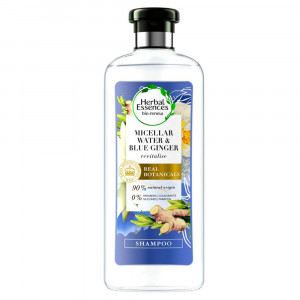 Herbal
Essences
bio:renew
MICELLAR
WATER &
BLUE GINGER
revitalise
REAL
BOTANICALS
90% natural origin
0%
SHAMPOO